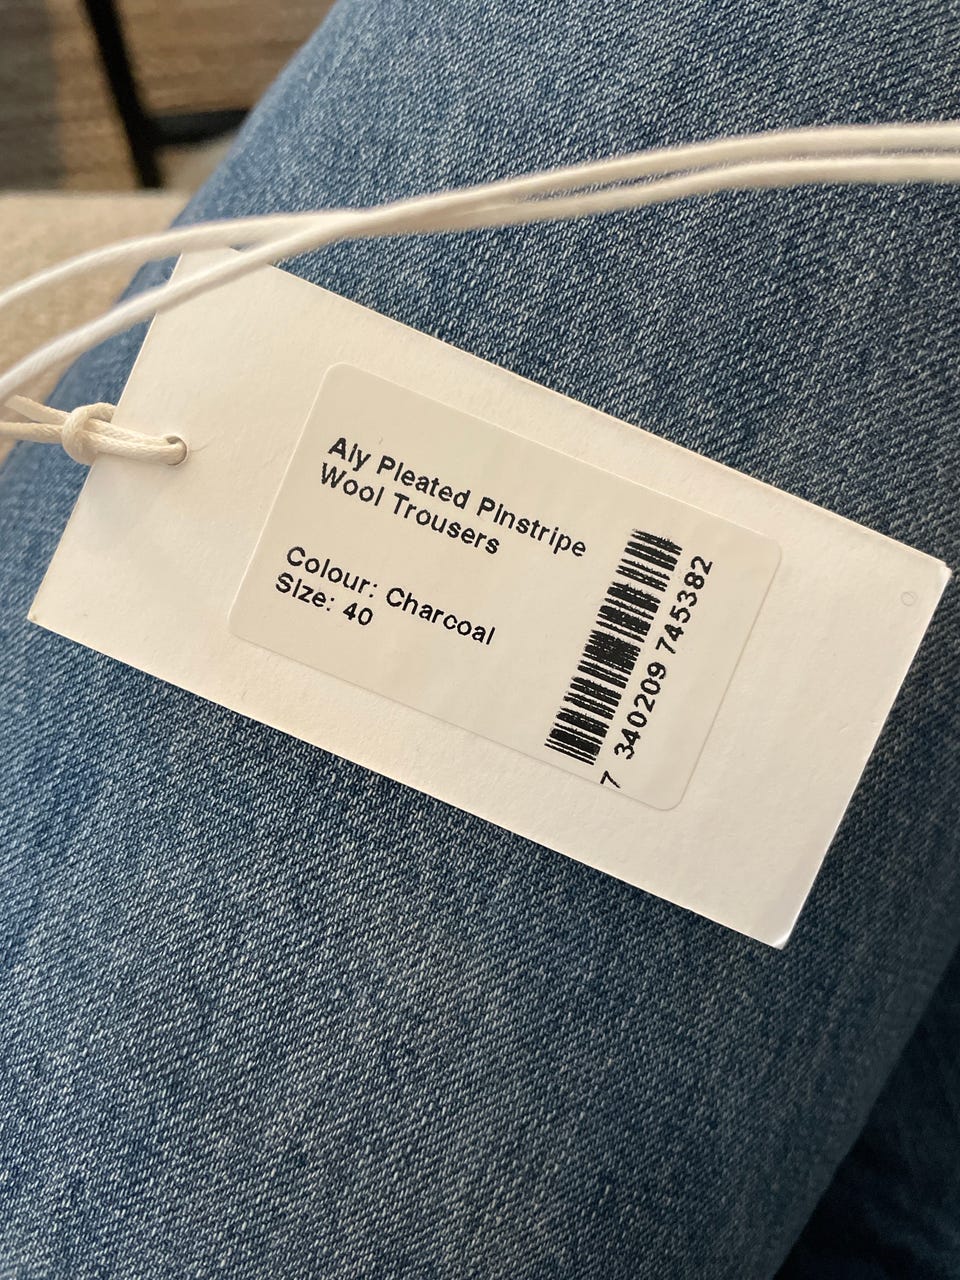 Aly Pleated Pinstripe
Wool Trousers
Colour: Charcoal
Size: 40
7 340209 745382